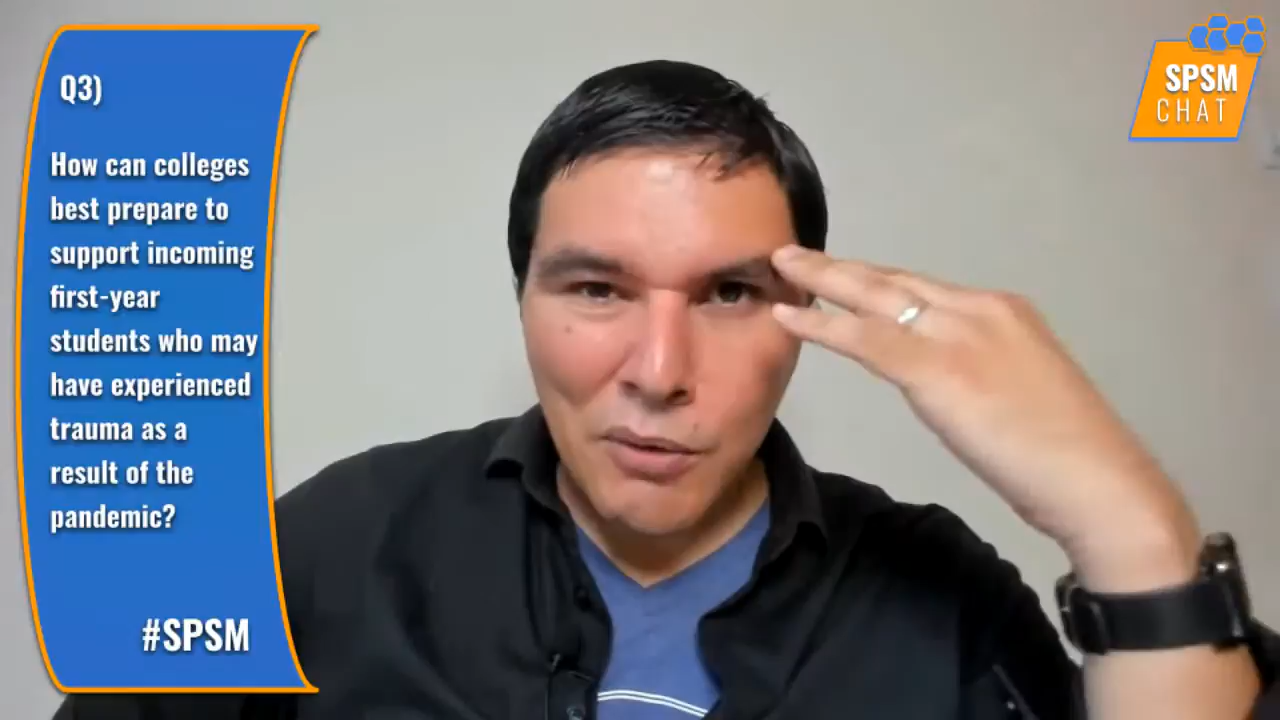 Q3)
How can colleges
best prepare to
support incoming
first-year
students who may
have experienced
trauma as a
result of the
pandemic?
#SPSM
SPSM
CHAT